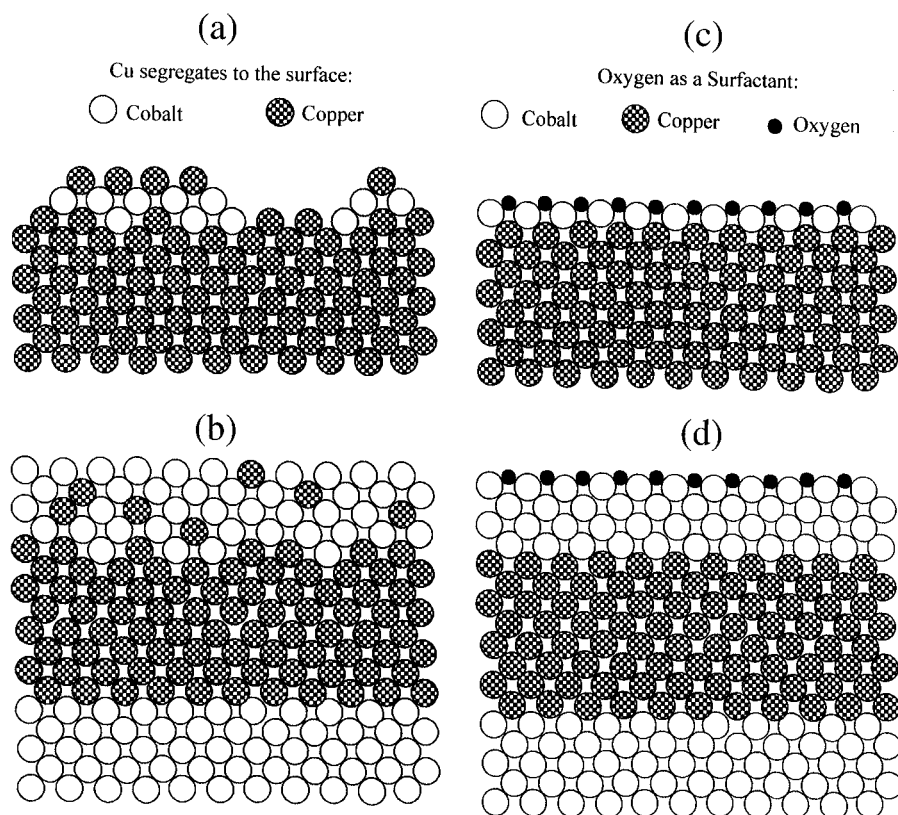 (a)
Cu segregates to the surface:
Cobalt Copper
(b)
(c)
Oxygen as a Surfactant:
Cobalt Copper Oxygen
(d)